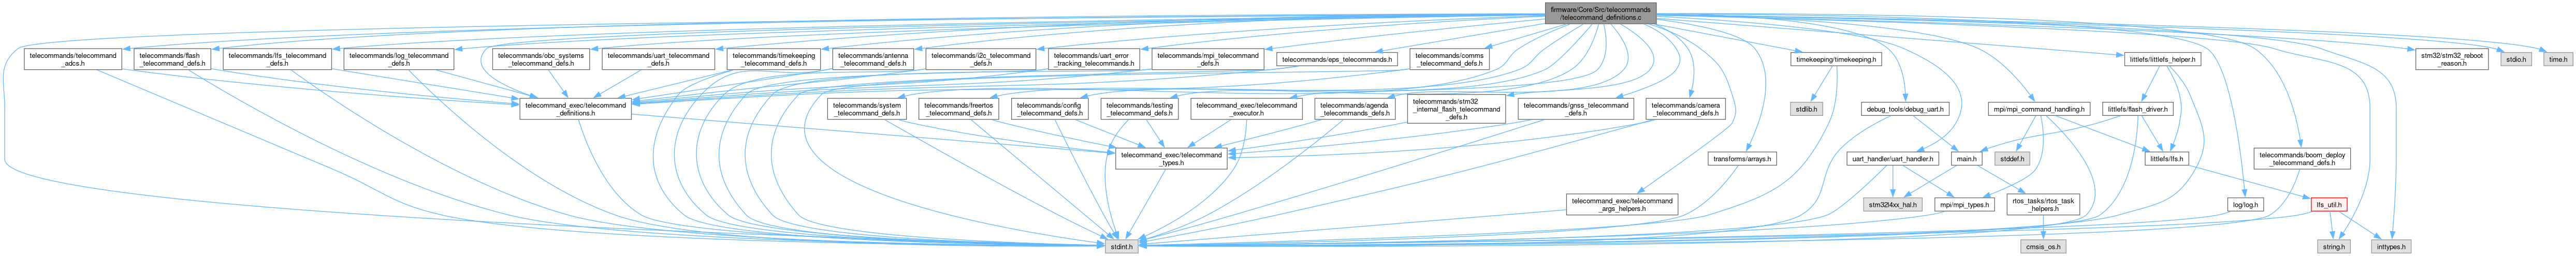 firmware/Core/Src/telecommands
/telecommand_definitions.c
telecommands/telecommand
_adcs.h
telecommands/flash
_telecommand_defs.h
telecommands/lfs_telecommand
_defs.h
telecommands/log_telecommand
_defs.h
telecommands/obc_systems
_telecommand_defs.h
telecommands/uart_telecommand
_defs.h
telecommands/timekeeping
_telecommand_defs.h
telecommands/antenna
_telecommand_defs.h
telecommands/i2c_telecommand
_defs.h
telecommands/uart_error
_tracking_telecommands.h
telecommands/mpi_telecommand
_defs.h
telecommands/eps_telecommands.h
telecommands/comms
_telecommand_defs.h
timekeeping/timekeeping.h
littlefs/littlefs_helper.h
stm32/stm32_reboot
_reason.h
stdio.h
time.h
telecommand_exec/telecommand
_definitions.h
telecommands/system
_telecommand_defs.h
telecommands/freertos
_telecommand_defs.h
telecommands/config
_telecommand_defs.h
telecommands/testing
_telecommand_defs.h
telecommand_exec/telecommand
_executor.h
telecommands/agenda
_telecommands_defs.h
telecommands/stm32
_internal_flash_telecommand
_defs.h
telecommands/gnss_telecommand
_defs.h
telecommands/camera
_telecommand_defs.h
stdlib.h
debug_tools/debug_uart.h
mpi/mpi_command_handling.h
littlefs/flash_driver.h
telecommand_exec/telecommand
_types.h
transforms/arrays.h
uart_handler/uart_handler.h
main.h
stddef.h
littlefs/lfs.h
telecommands/boom_deploy
_telecommand_defs.h
telecommand_exec/telecommand
_args_helpers.h
stm32l4xx_hal.h
mpi/mpi_types.h
rtos_tasks/rtos_task
_helpers.h
log/log.h
lfs_util.h
stdint.h
cmsis_os.h
string.h
inttypes.h